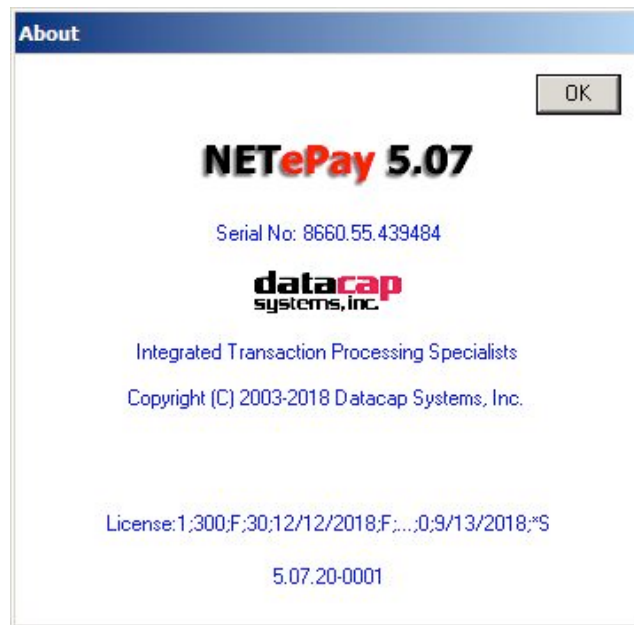 About
OK
NETePay 5.07
Serial No: 8660.55.439484
datacap
systems, inc.
Integrated Transaction Processing Specialists
Copyright (C) 2003-2018 Datacap Systems, Inc.
License:1;300;F;30;12/12/2018;F;...;0;9/13/2018;*S
5.07.20-0001